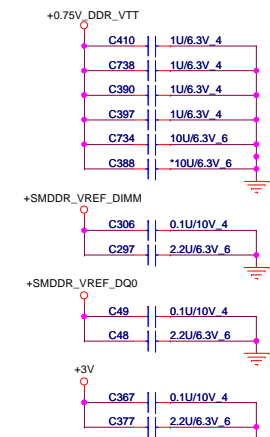 +0.75V_DDR_VTT
C410 1U/6.3V_4
C738 1U/6.3V_4
C390 1U/6.3V_4
C397 1U/6.3V_4
C734 10U/6.3V_6
C388 *10U/6.3V_6
+SMDDR_VREF_DIMM
C306 0.1U/10V_4
C297 2.2U/6.3V_6
+SMDDR_VREF_DQ0
C49 0.1U/10V_4
C48 2.2U/6.3V_6
+3V
C367 0.1U/10V_4
C377 2.2U/6.3V_6